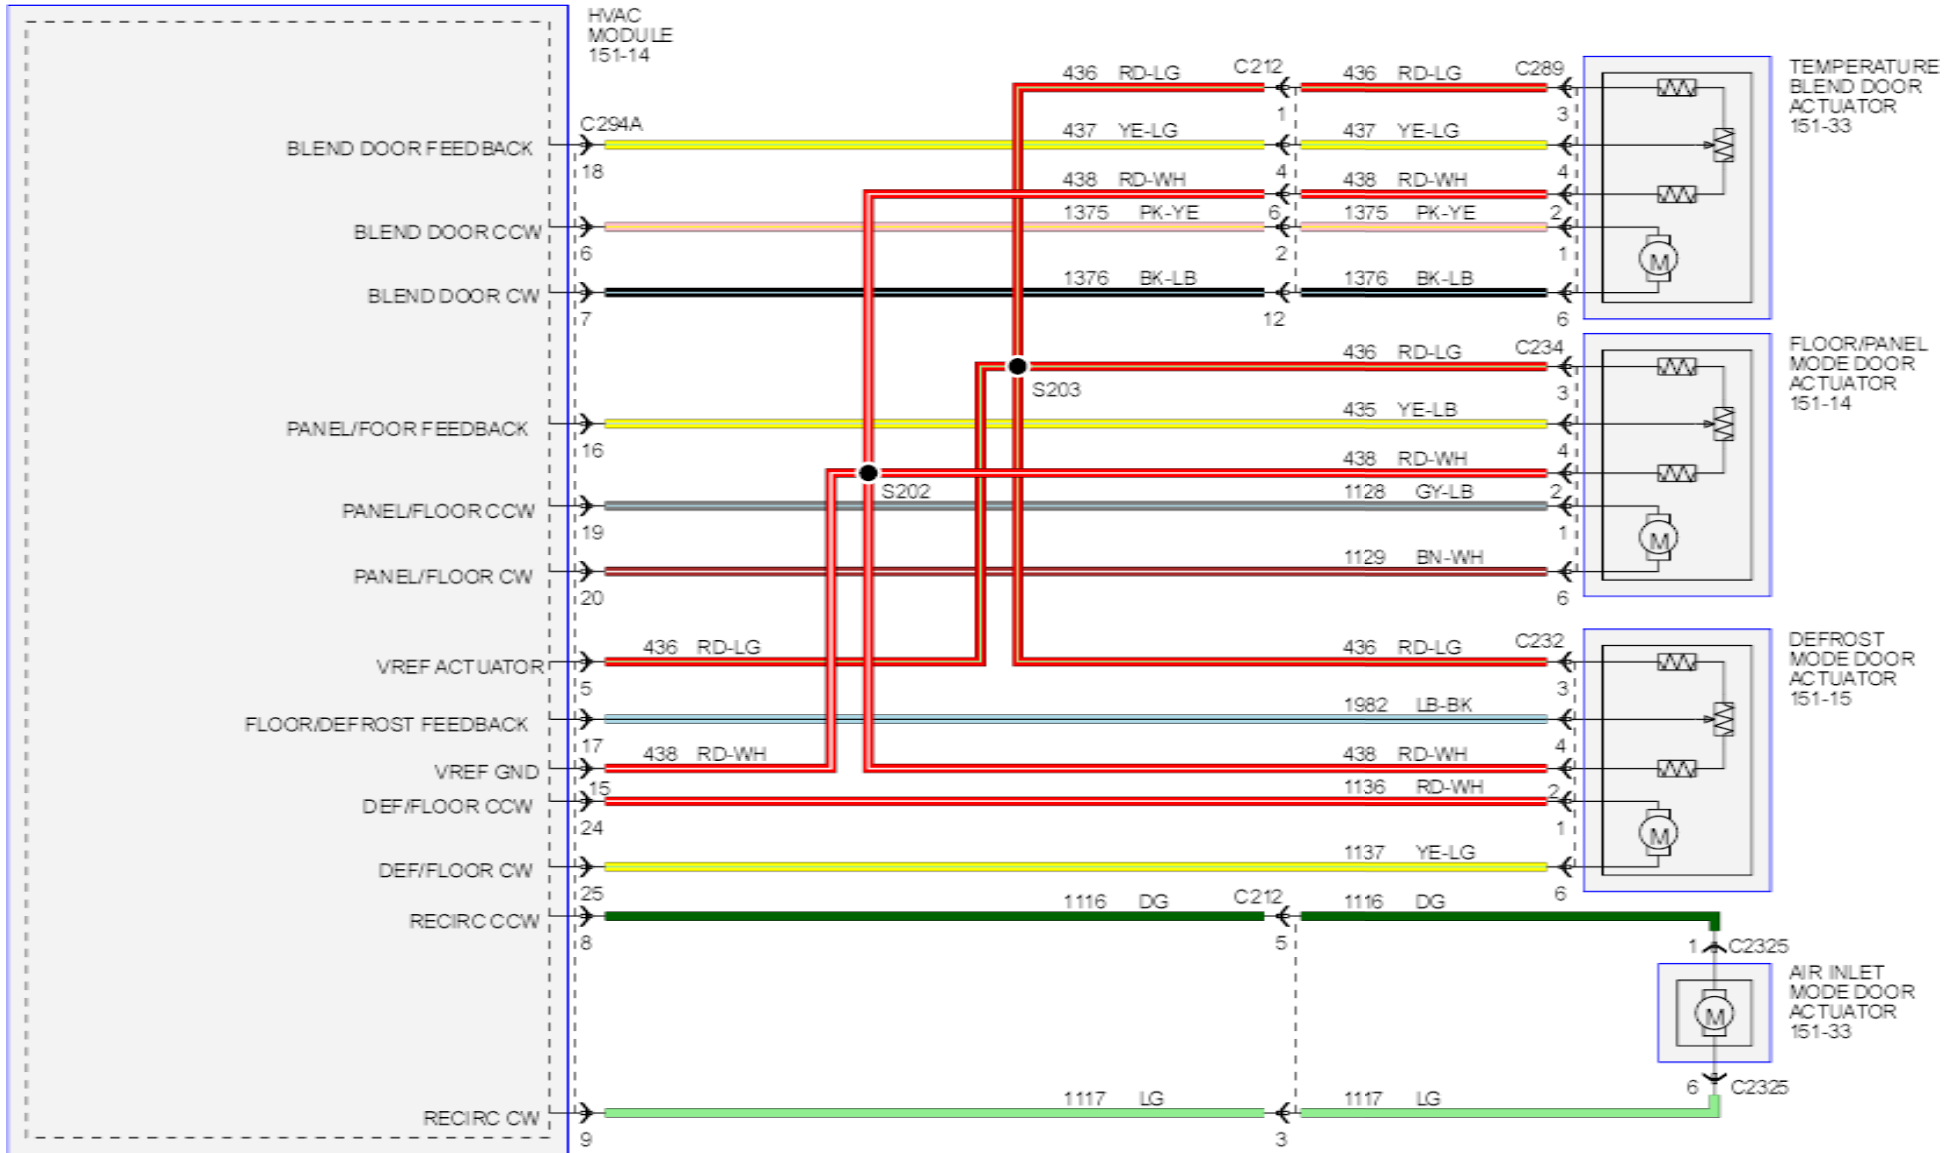 HVAC
MODULE
151-14
436 RD-LG
C212
436 RD-LG
C289
TEMPERATURE
BLEND DOOR
ACTUATOR
151-33
1
3
C294A
BLEND DOOR FEEDBACK
437 YE-LG
437 YE-LG
18
4
4
438 RD-WH
438 RD-WH
6
2
BLEND DOOR CCW
1375 PK-YE
1375 PK-YE
6
2
1
BLEND DOOR CW
1376 BK-LB
1376 BK-LB
7
12
6
436 RD-LG
C234
FLOOR/PANEL
MODE DOOR
ACTUATOR
151-14
S203
3
PANEL/FOOR FEEDBACK
435 YE-LB
16
4
438 RD-WH
S202
2
PANEL/FLOOR CCW
1128 GY-LB
19
1
PANEL/FLOOR CW
1129 BN-WH
20
6
VREF ACTUATOR
436 RD-LG
436 RD-LG
C232
DEFROST
MODE DOOR
ACTUATOR
151-15
5
3
FLOOR/DEFROST FEEDBACK
1982 LB-BK
17
4
VREF GND
438 RD-WH
438 RD-WH
15
2
DEF/FLOOR CCW
1136 RD-WH
24
1
DEF/FLOOR CW
1137 YE-LG
25
6
RECIRC CCW
1116 DG
C212
1116 DG
8
5
1 C2325
AIR INLET
MODE DOOR
ACTUATOR
151-33
M
M
M
M
6 C2325
RECIRC CW
1117 LG
1117 LG
9
3